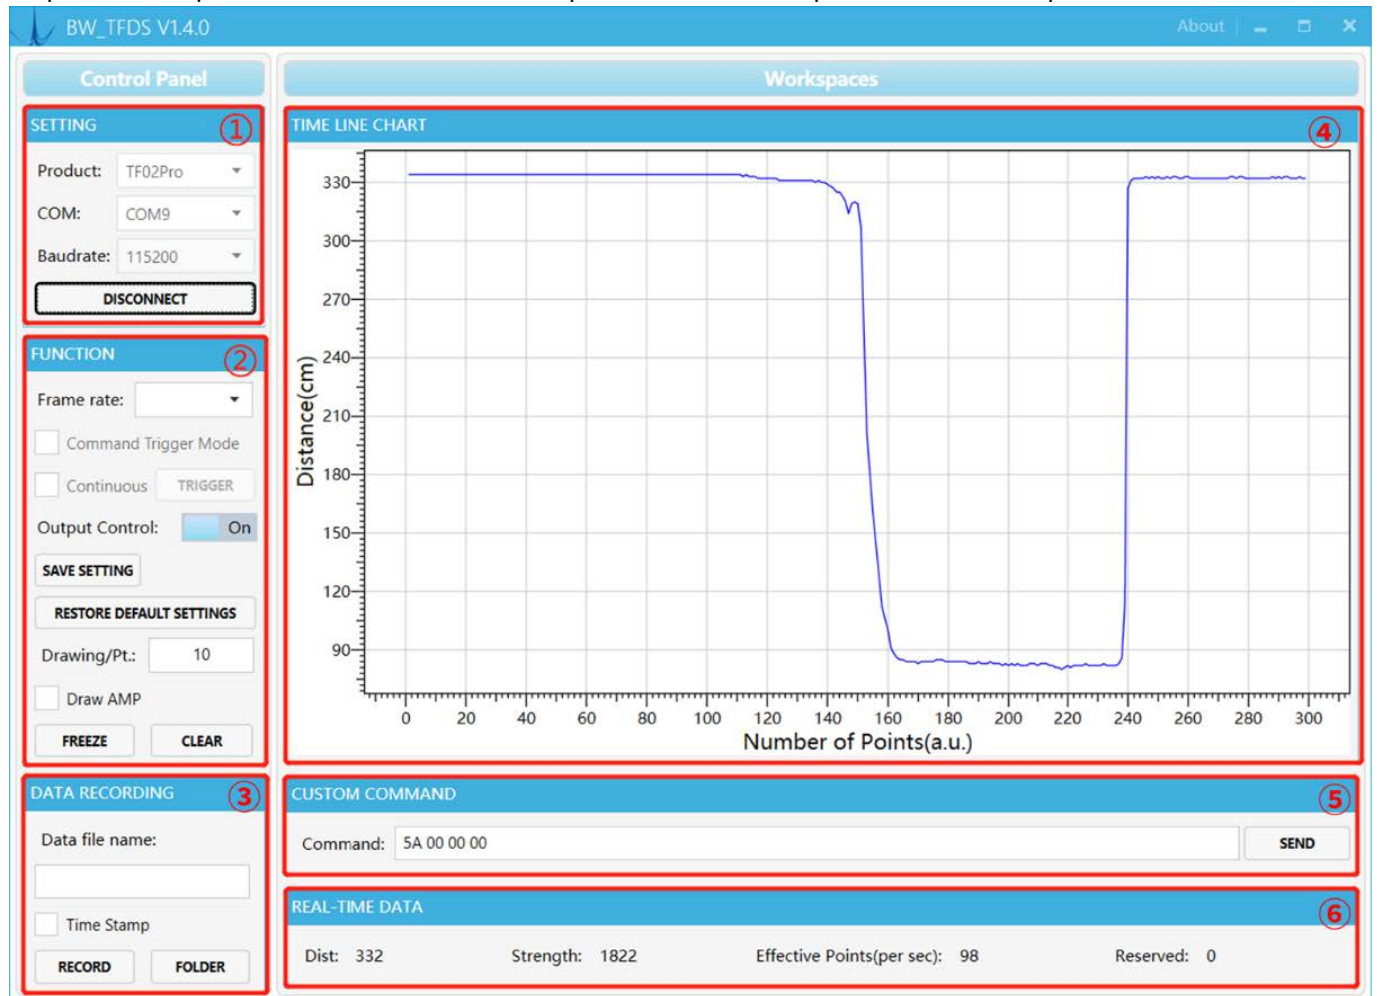 BW_TFDS V1.4.0
About
Control Panel
Workspaces
SETTING ①
Product: TF02Pro
COM: COM9
Baudrate: 115200
DISCONNECT
FUNCTION ②
Frame rate:
Command Trigger Mode
Continuous TRIGGER
Output Control: On
SAVE SETTING
RESTORE DEFAULT SETTINGS
Drawing/Pt.: 10
Draw AMP
FREEZE CLEAR
DATA RECORDING ③
Data file name:
Time Stamp
RECORD FOLDER
TIME LINE CHART ④
Distance(cm)
330
300
270
240
210
180
150
120
90
0 20 40 60 80 100 120 140 160 180 200 220 240 260 280 300
Number of Points(a.u.)
CUSTOM COMMAND ⑤
Command: 5A 00 00 00 SEND
REAL-TIME DATA ⑥
Dist: 332 Strength: 1822 Effective Points(per sec): 98 Reserved: 0